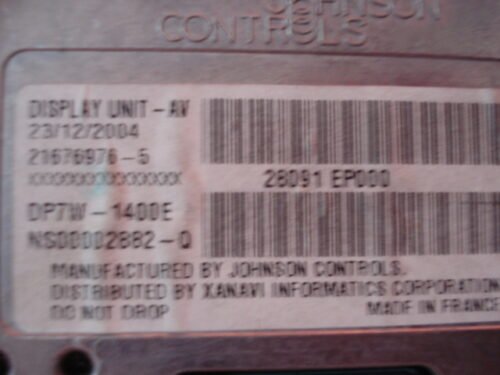 JOHNSON
CONTROLS
DISPLAY UNIT - AV
23/12/2004
21676976-5
XXXXXXXXXXXXXXXX
28091 EP000
DP7W-1400E
NS00002882-Q
MANUFACTURED BY JOHNSON CONTROLS.
DISTRIBUTED BY XANAVI INFORMATICS CORPORATION
DO NOT DROP MADE IN FRANCE